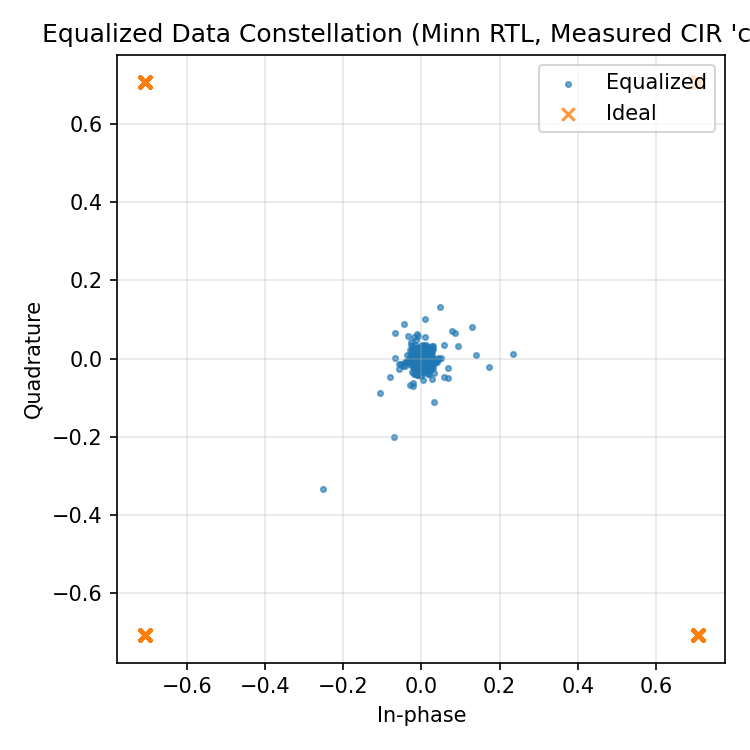 Equalized Data Constellation (Minn RTL, Measured CIR 'c
Equalized
Ideal
Quadrature
0.6
0.4
0.2
0.0
−0.2
−0.4
−0.6
−0.6 −0.4 −0.2 0.0 0.2 0.4 0.6
In-phase